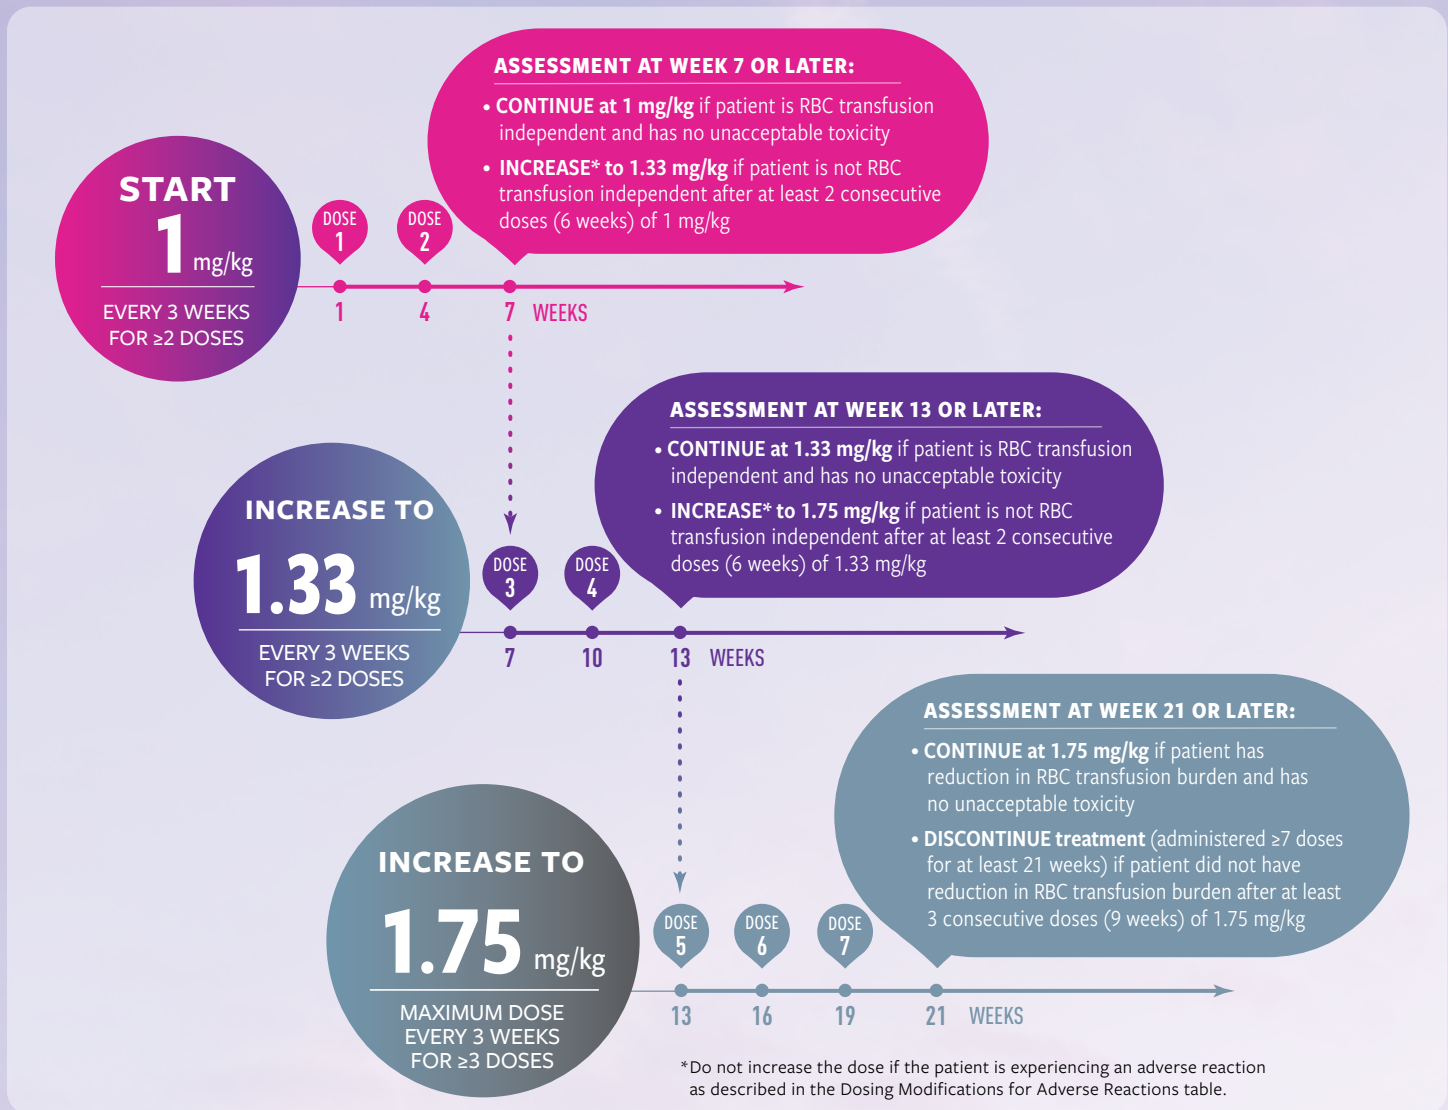 START
1 mg/kg
EVERY 3 WEEKS
FOR ≥2 DOSES
DOSE
1
DOSE
2
ASSESSMENT AT WEEK 7 OR LATER:
• CONTINUE at 1 mg/kg if patient is RBC transfusion
independent and has no unacceptable toxicity
• INCREASE* to 1.33 mg/kg if patient is not RBC
transfusion independent after at least 2 consecutive
doses (6 weeks) of 1 mg/kg
1 4 7 WEEKS
INCREASE TO
1.33 mg/kg
EVERY 3 WEEKS
FOR ≥2 DOSES
DOSE
3
DOSE
4
ASSESSMENT AT WEEK 13 OR LATER:
• CONTINUE at 1.33 mg/kg if patient is RBC transfusion
independent and has no unacceptable toxicity
• INCREASE* to 1.75 mg/kg if patient is not RBC
transfusion independent after at least 2 consecutive
doses (6 weeks) of 1.33 mg/kg
7 10 13 WEEKS
INCREASE TO
1.75 mg/kg
MAXIMUM DOSE
EVERY 3 WEEKS
FOR ≥3 DOSES
DOSE
5
DOSE
6
DOSE
7
ASSESSMENT AT WEEK 21 OR LATER:
• CONTINUE at 1.75 mg/kg if patient has
reduction in RBC transfusion burden and has
no unacceptable toxicity
• DISCONTINUE treatment (administered ≥7 doses
for at least 21 weeks) if patient did not have
reduction in RBC transfusion burden after at least
3 consecutive doses (9 weeks) of 1.75 mg/kg
13 16 19 21 WEEKS
*Do not increase the dose if the patient is experiencing an adverse reaction
as described in the Dosing Modifications for Adverse Reactions table.